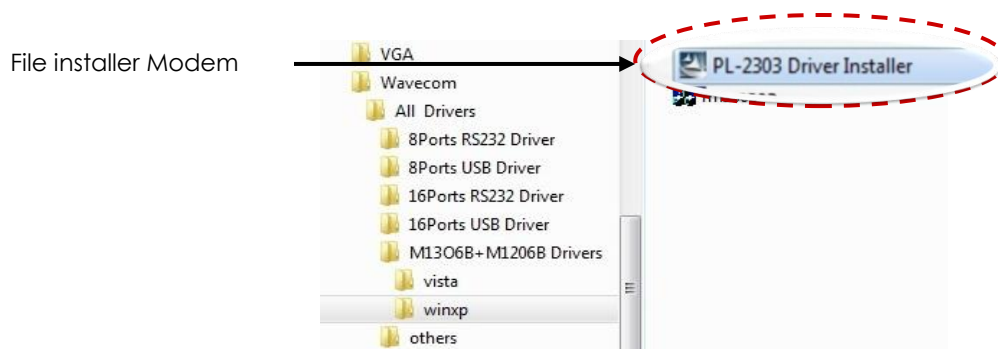 File installer Modem
VGA
Wavecom
All Drivers
8Ports RS232 Driver
8Ports USB Driver
16Ports RS232 Driver
16Ports USB Driver
M13O6B+M1206B Drivers
vista
winxp
others
PL-2303 Driver Installer